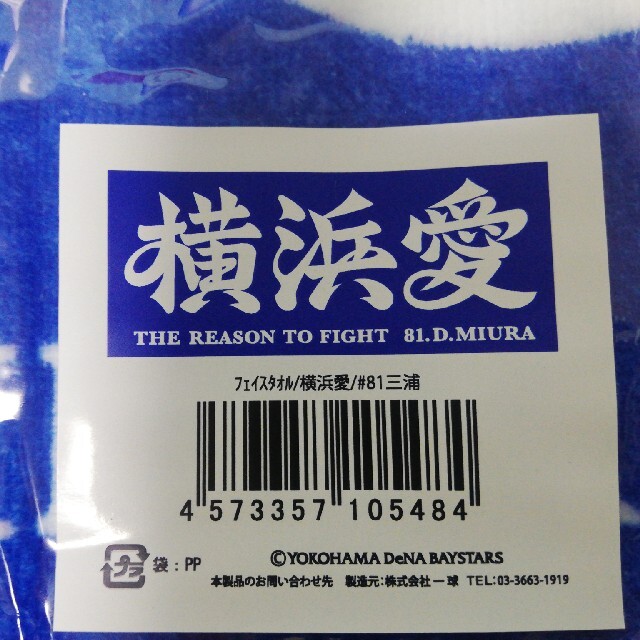 横浜愛
THE REASON TO FIGHT 81.D.MIURA
ﾌｪｲｽﾀｵﾙ/横浜愛/#81三浦
4 573357 105484
プラ 袋：PP
©YOKOHAMA DeNA BAYSTARS
本製品のお問い合わせ先 製造元：株式会社 一球 TEL:03-3663-1919